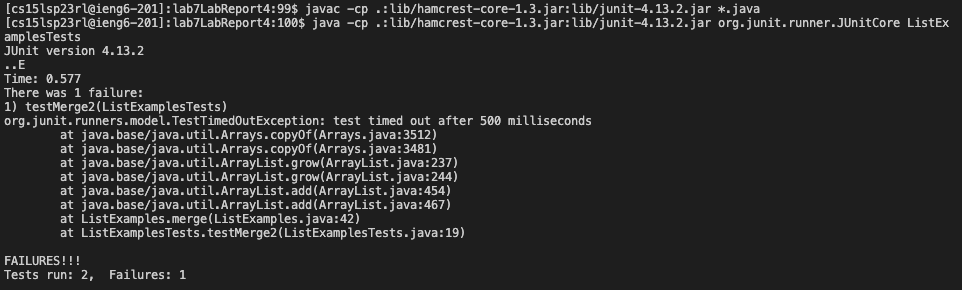 [cs15lsp23rl@ieng6-201]:lab7LabReport4:99$ javac -cp .:lib/hamcrest-core-1.3.jar:lib/junit-4.13.2.jar *.java
[cs15lsp23rl@ieng6-201]:lab7LabReport4:100$ java -cp .:lib/hamcrest-core-1.3.jar:lib/junit-4.13.2.jar org.junit.runner.JUnitCore ListEx
amplesTests
JUnit version 4.13.2
..E
Time: 0.577
There was 1 failure:
1) testMerge2(ListExamplesTests)
org.junit.runners.model.TestTimedOutException: test timed out after 500 milliseconds
        at java.base/java.util.Arrays.copyOf(Arrays.java:3512)
        at java.base/java.util.Arrays.copyOf(Arrays.java:3481)
        at java.base/java.util.ArrayList.grow(ArrayList.java:237)
        at java.base/java.util.ArrayList.grow(ArrayList.java:244)
        at java.base/java.util.ArrayList.add(ArrayList.java:454)
        at java.base/java.util.ArrayList.add(ArrayList.java:467)
        at ListExamples.merge(ListExamples.java:42)
        at ListExamplesTests.testMerge2(ListExamplesTests.java:19)

FAILURES!!!
Tests run: 2,  Failures: 1